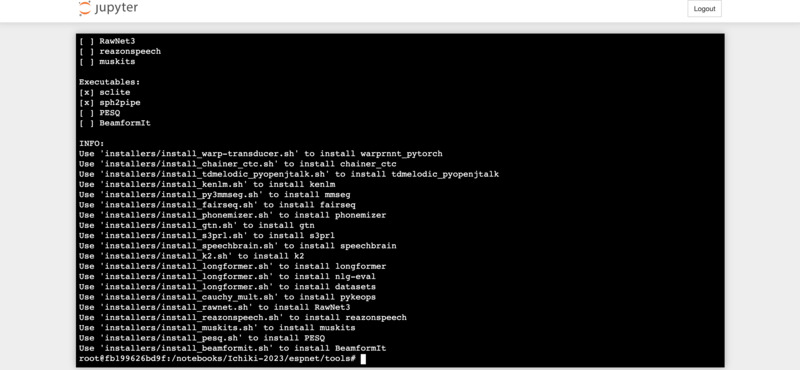 jupyter
Logout
[ ] RawNet3
[ ] reazonspeech
[ ] muskits
Executables:
[x] sclite
[x] sph2pipe
[ ] PESQ
[ ] BeamformIt
INFO:
Use 'installers/install_warp-transducer.sh' to install warprnnt_pytorch
Use 'installers/install_chainer_ctc.sh' to install chainer_ctc
Use 'installers/install_tdmelodic_pyopenjtalk.sh' to install tdmelodic_pyopenjtalk
Use 'installers/install_kenlm.sh' to install kenlm
Use 'installers/install_py3mmseg.sh' to install mmseg
Use 'installers/install_fairseq.sh' to install fairseq
Use 'installers/install_phonemizer.sh' to install phonemizer
Use 'installers/install_gtn.sh' to install gtn
Use 'installers/install_s3prl.sh' to install s3prl
Use 'installers/install_speechbrain.sh' to install speechbrain
Use 'installers/install_k2.sh' to install k2
Use 'installers/install_longformer.sh' to install longformer
Use 'installers/install_longformer.sh' to install nlg-eval
Use 'installers/install_longformer.sh' to install datasets
Use 'installers/install_cauchy_mult.sh' to install pykeops
Use 'installers/install_rawnet.sh' to install RawNet3
Use 'installers/install_reazonspeech.sh' to install reazonspeech
Use 'installers/install_muskits.sh' to install muskits
Use 'installers/install_pesq.sh' to install PESQ
Use 'installers/install_beamformit.sh' to install BeamformIt
root@fb199626bd9f:/notebooks/Ichiki-2023/espnet/tools#